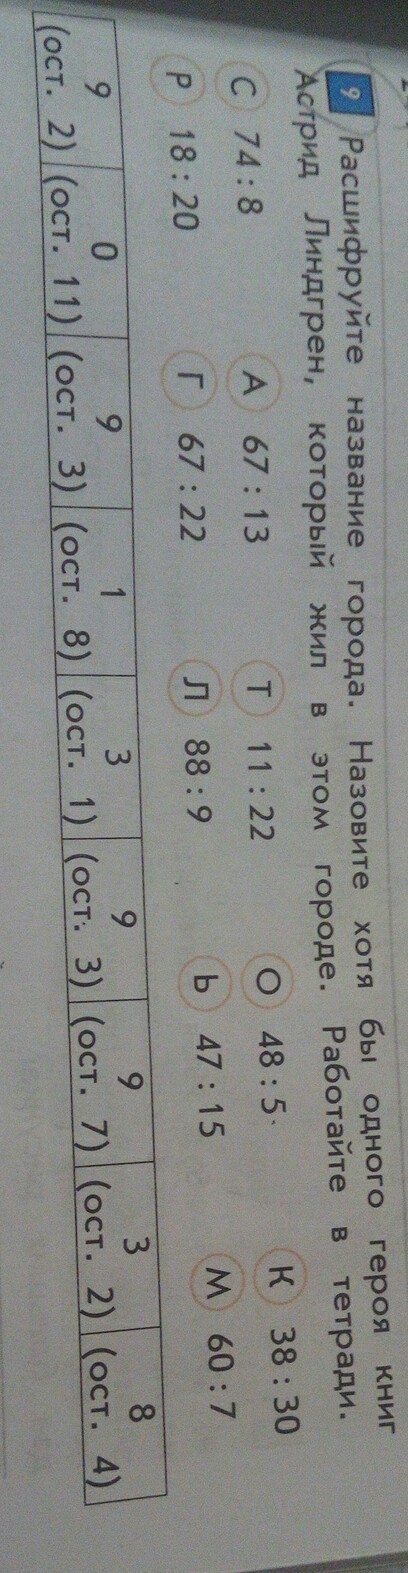 9 Расшифруйте название города. Назовите хотя бы одного героя книг
Астрид Линдгрен, который жил в этом городе. Работайте в тетради.
С 74 : 8 А 67 : 13 Т 11 : 22 О 48 : 5 К 38 : 30
Р 18 : 20 Г 67 : 22 Л 88 : 9 Ь 47 : 15 М 60 : 7
9 0 9 1 3 9 9 3 8
(ост. 2) (ост. 11) (ост. 3) (ост. 8) (ост. 1) (ост. 3) (ост. 7) (ост. 2) (ост. 4)